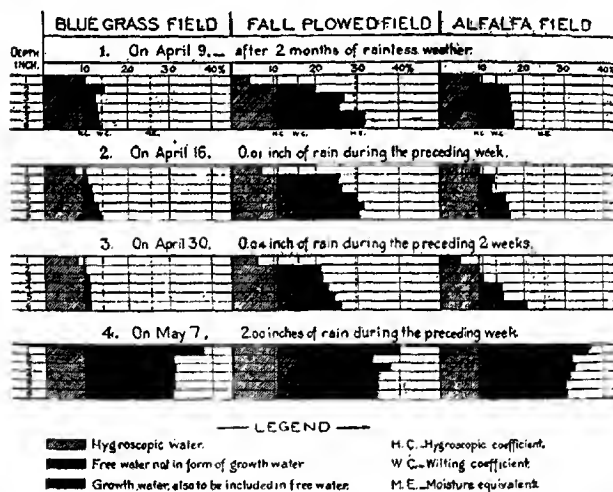 BLUE GRASS FIELD FALL PLOWED FIELD ALFALFA FIELD
DEPTH INCH.
1. On April 9. — after 2 months of rainless weather.
10 20 30 40% 10 20 30 40% 10 20 30 40%
H.C. W.C. M.E. H.C. W.C. M.E. H.C. W.C. M.E.
2. On April 16. 0.01 inch of rain during the preceding week.
3. On April 30. 0.04 inch of rain during the preceding 2 weeks.
4. On May 7. 2.00 inches of rain during the preceding week
LEGEND
Hygroscopic water. H.C._Hygroscopic coefficient.
Free water not in form of growth water W.C._Wilting coefficient
Growth water, also to be included in free water. M.E._Moisture equivalent